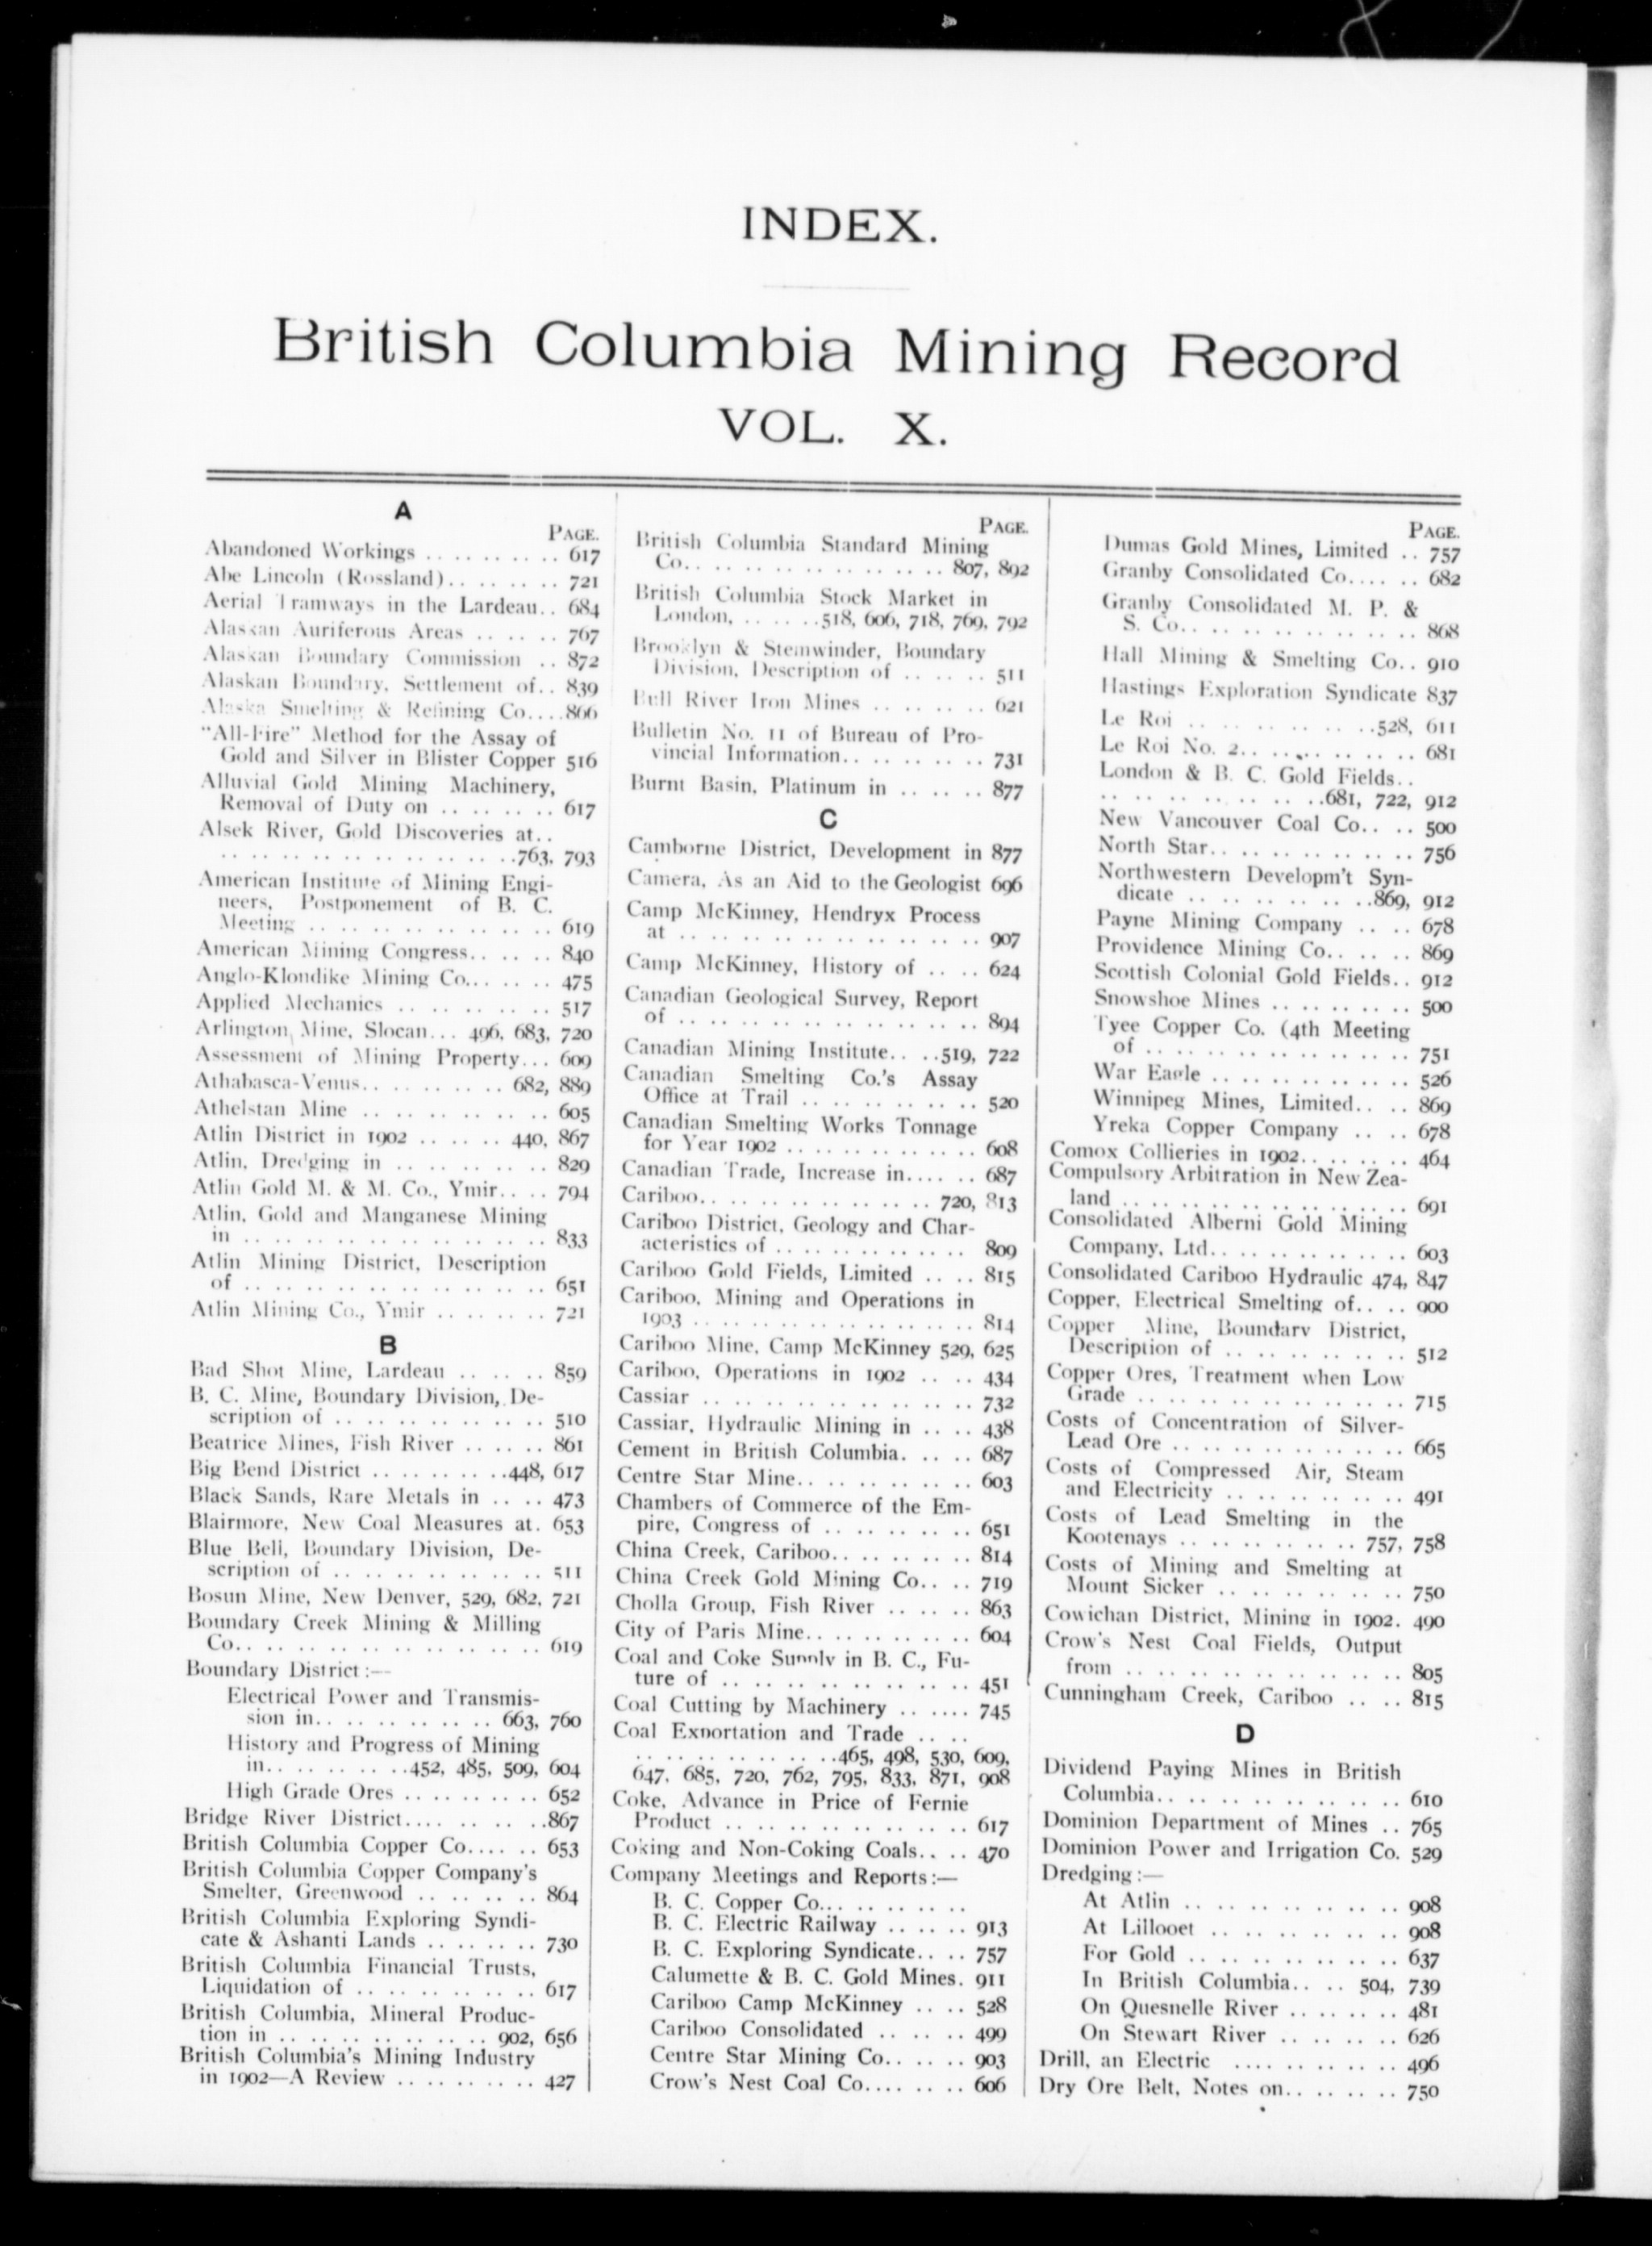 INDEX.
British Columbia Mining Record
VOL. X.
A
PAGE.
Abandoned Workings . . . . . . . . . . 617
Abe Lincoln (Rossland). . . . . . . . 721
Aerial Tramways in the Lardeau. . 684
Alaskan Auriferous Areas . . . . . . 767
Alaskan Boundary Commission . . 872
Alaskan Boundary, Settlement of. . 839
Alaska Smelting & Refining Co. . . .866
"All-Fire" Method for the Assay of
Gold and Silver in Blister Copper 516
Alluvial Gold Mining Machinery,
Removal of Duty on . . . . . . . . 617
Alsek River, Gold Discoveries at. .
. . . . . . . . . . . . . . . . .763, 793
American Institute of Mining Engi-
neers, Postponement of B. C.
Meeting . . . . . . . . . . . . . . 619
American Mining Congress. . . . . . 840
Anglo-Klondike Mining Co. . . . . . 475
Applied Mechanics . . . . . . . . . . 517
Arlington Mine, Slocan. . . 496, 683, 720
Assessment of Mining Property. . . 609
Athabasca-Venus. . . . . . . . . . 682, 889
Athelstan Mine . . . . . . . . . . . . 605
Atlin District in 1902 . . . . . . 440, 867
Atlin, Dredging in . . . . . . . . . . 829
Atlin Gold M. & M. Co., Ymir. . . . 794
Atlin, Gold and Manganese Mining
in . . . . . . . . . . . . . . . . . . 833
Atlin Mining District, Description
of . . . . . . . . . . . . . . . . . . 651
Atlin Mining Co., Ymir . . . . . . . . 721
B
Bad Shot Mine, Lardeau . . . . . . 859
B. C. Mine, Boundary Division, De-
scription of . . . . . . . . . . . . 510
Beatrice Mines, Fish River . . . . . . 861
Big Bend District . . . . . . . . . .448, 617
Black Sands, Rare Metals in . . . . 473
Blairmore, New Coal Measures at. 653
Blue Bell, Boundary Division, De-
scription of . . . . . . . . . . . . 511
Bosun Mine, New Denver, 529, 682, 721
Boundary Creek Mining & Milling
Co. . . . . . . . . . . . . . . . . . 619
Boundary District :—
Electrical Power and Transmis-
sion in. . . . . . . . . . . 663, 760
History and Progress of Mining
in. . . . . . . . .452, 485, 509, 604
High Grade Ores . . . . . . . . . . 652
Bridge River District. . . . . . . . . .867
British Columbia Copper Co. . . . . 653
British Columbia Copper Company's
Smelter, Greenwood . . . . . . . . 864
British Columbia Exploring Syndi-
cate & Ashanti Lands . . . . . . . . 730
British Columbia Financial Trusts,
Liquidation of . . . . . . . . . . . . 617
British Columbia, Mineral Produc-
tion in . . . . . . . . . . . . . 902, 656
British Columbia's Mining Industry
in 1902—A Review . . . . . . . . . . 427
PAGE.
British Columbia Standard Mining
Co. . . . . . . . . . . . . . . . 807, 892
British Columbia Stock Market in
London, . . . . . .518, 606, 718, 769, 792
Brooklyn & Stemwinder, Boundary
Division, Description of . . . . . . 511
Bull River Iron Mines . . . . . . . . 621
Bulletin No. 11 of Bureau of Pro-
vincial Information. . . . . . . . . 731
Burnt Basin, Platinum in . . . . . . 877
C
Camborne District, Development in 877
Camera, As an Aid to the Geologist 696
Camp McKinney, Hendryx Process
at . . . . . . . . . . . . . . . . . . 907
Camp McKinney, History of . . . . 624
Canadian Geological Survey, Report
of . . . . . . . . . . . . . . . . . . 894
Canadian Mining Institute. . . .519, 722
Canadian Smelting Co.'s Assay
Office at Trail . . . . . . . . . . . . 520
Canadian Smelting Works Tonnage
for Year 1902 . . . . . . . . . . . . 608
Canadian Trade, Increase in. . . . . . 687
Cariboo. . . . . . . . . . . . . . . 720, 813
Cariboo District, Geology and Char-
acteristics of . . . . . . . . . . . . 809
Cariboo Gold Fields, Limited . . . . 815
Cariboo, Mining and Operations in
1903 . . . . . . . . . . . . . . . . . . 814
Cariboo Mine, Camp McKinney 529, 625
Cariboo, Operations in 1902 . . . . 434
Cassiar . . . . . . . . . . . . . . . . 732
Cassiar, Hydraulic Mining in . . . . 438
Cement in British Columbia. . . . . 687
Centre Star Mine. . . . . . . . . . . 603
Chambers of Commerce of the Em-
pire, Congress of . . . . . . . . . . 651
China Creek, Cariboo. . . . . . . . . 814
China Creek Gold Mining Co. . . . 719
Cholla Group, Fish River . . . . . . 863
City of Paris Mine. . . . . . . . . . . 604
Coal and Coke Supply in B. C., Fu-
ture of . . . . . . . . . . . . . . . . 451
Coal Cutting by Machinery . . . . . . 745
Coal Exportation and Trade . . . .
. . . . . . . . . . . . .465, 498, 530, 609,
647, 685, 720, 762, 795, 833, 871, 908
Coke, Advance in Price of Fernie
Product . . . . . . . . . . . . . . . . 617
Coking and Non-Coking Coals. . . . 470
Company Meetings and Reports :—
B. C. Copper Co. . . . . . . . . .
B. C. Electric Railway . . . . . . 913
B. C. Exploring Syndicate. . . . 757
Calumette & B. C. Gold Mines. 911
Cariboo Camp McKinney . . . . 528
Cariboo Consolidated . . . . . . 499
Centre Star Mining Co. . . . . . 903
Crow's Nest Coal Co. . . . . . . . 606
PAGE.
Dumas Gold Mines, Limited . . 757
Granby Consolidated Co. . . . . . 682
Granby Consolidated M. P. &
S. Co. . . . . . . . . . . . . . . . 868
Hall Mining & Smelting Co. . 910
Hastings Exploration Syndicate 837
Le Roi . . . . . . . . . . . .528, 611
Le Roi No. 2. . . . . . . . . . . . 681
London & B. C. Gold Fields. .
. . . . . . . . . . . . .681, 722, 912
New Vancouver Coal Co. . . . 500
North Star. . . . . . . . . . . . . . 756
Northwestern Developm't Syn-
dicate . . . . . . . . . . .869, 912
Payne Mining Company . . . . 678
Providence Mining Co. . . . . . 869
Scottish Colonial Gold Fields. . 912
Snowshoe Mines . . . . . . . . . . 500
Tyee Copper Co. (4th Meeting
of . . . . . . . . . . . . . . . . . . 751
War Eagle . . . . . . . . . . . . . . 526
Winnipeg Mines, Limited. . . . 869
Yreka Copper Company . . . . 678
Comox Collieries in 1902. . . . . . . . 464
Compulsory Arbitration in New Zea-
land . . . . . . . . . . . . . . . . . . 691
Consolidated Alberni Gold Mining
Company, Ltd. . . . . . . . . . . . . 603
Consolidated Cariboo Hydraulic 474, 847
Copper, Electrical Smelting of. . . . 900
Copper Mine, Boundary District,
Description of . . . . . . . . . . . . 512
Copper Ores, Treatment when Low
Grade . . . . . . . . . . . . . . . . 715
Costs of Concentration of Silver-
Lead Ore . . . . . . . . . . . . . . 665
Costs of Compressed Air, Steam
and Electricity . . . . . . . . . . . . 491
Costs of Lead Smelting in the
Kootenays . . . . . . . . . . . . 757, 758
Costs of Mining and Smelting at
Mount Sicker . . . . . . . . . . . . 750
Cowichan District, Mining in 1902. 490
Crow's Nest Coal Fields, Output
from . . . . . . . . . . . . . . . . . . 805
Cunningham Creek, Cariboo . . . . 815
D
Dividend Paying Mines in British
Columbia. . . . . . . . . . . . . . . . 610
Dominion Department of Mines . . 765
Dominion Power and Irrigation Co. 529
Dredging :—
At Atlin . . . . . . . . . . . . . . 908
At Lillooet . . . . . . . . . . . . 908
For Gold . . . . . . . . . . . . . . 637
In British Columbia. . . . 504, 739
On Quesnelle River . . . . . . . . 481
On Stewart River . . . . . . . . 626
Drill, an Electric . . . . . . . . . . . . 496
Dry Ore Belt, Notes on. . . . . . . . 750